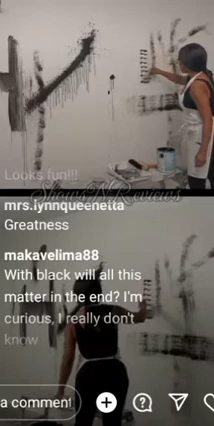 Looks fun!!!
ShowsNReviews
mrs.lynnqueenetta
Greatness
makavelima88
With black will all this
matter in the end? I'm
curious, I really don't
know
a comment!